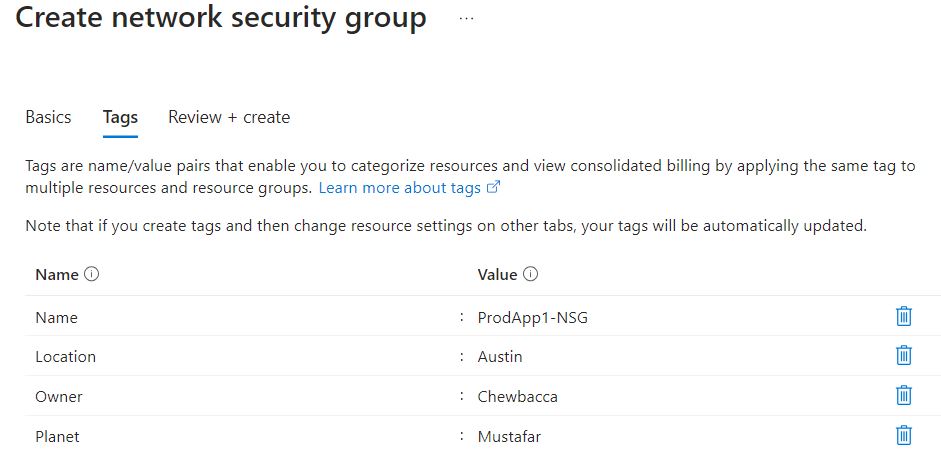 Create network security group ...
Basics Tags Review + create
Tags are name/value pairs that enable you to categorize resources and view consolidated billing by applying the same tag to
multiple resources and resource groups. Learn more about tags
Note that if you create tags and then change resource settings on other tabs, your tags will be automatically updated.
Name Value
Name : ProdApp1-NSG
Location : Austin
Owner : Chewbacca
Planet : Mustafar